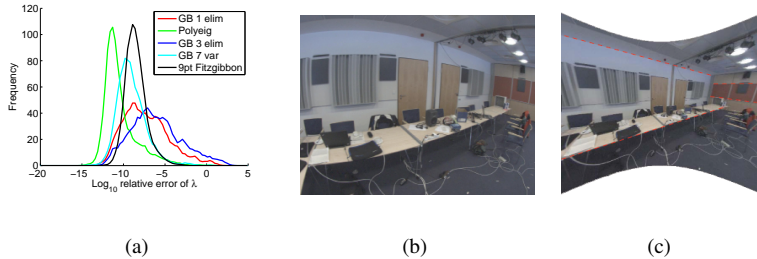 Frequency
120
100
80
60
40
20
0
−20
−15
−10
−5
0
5
Log10 relative error of λ
GB 1 elim
Polyeig
GB 3 elim
GB 7 var
9pt Fitzgibbon
(a)
(b)
(c)